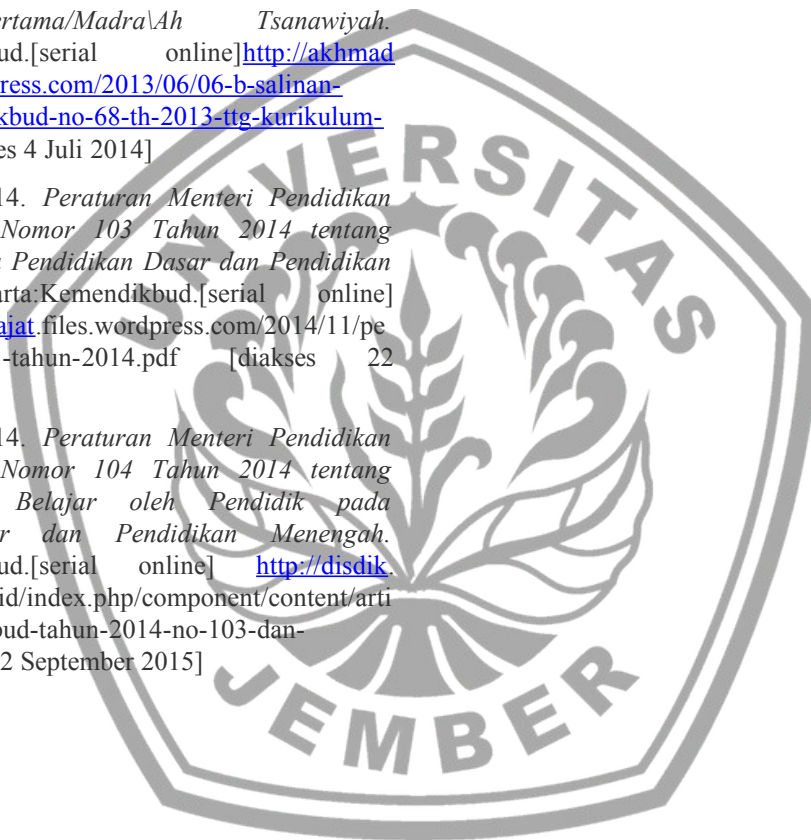 ertama/Madra\Ah Tsanawiyah.
ud.[serial online]http://akhmad
press.com/2013/06/06-b-salinan-
kbud-no-68-th-2013-ttg-kurikulum-
es 4 Juli 2014]
14. Peraturan Menteri Pendidikan
Nomor 103 Tahun 2014 tentang
Pendidikan Dasar dan Pendidikan
arta:Kemendikbud.[serial online]
ajat.files.wordpress.com/2014/11/pe
-tahun-2014.pdf [diakses 22
14. Peraturan Menteri Pendidikan
Nomor 104 Tahun 2014 tentang
Belajar oleh Pendidik pada
r dan Pendidikan Menengah.
ud.[serial online] http://disdik.
id/index.php/component/content/arti
bud-tahun-2014-no-103-dan-
2 September 2015]
UNIVERSITAS
JEMBER